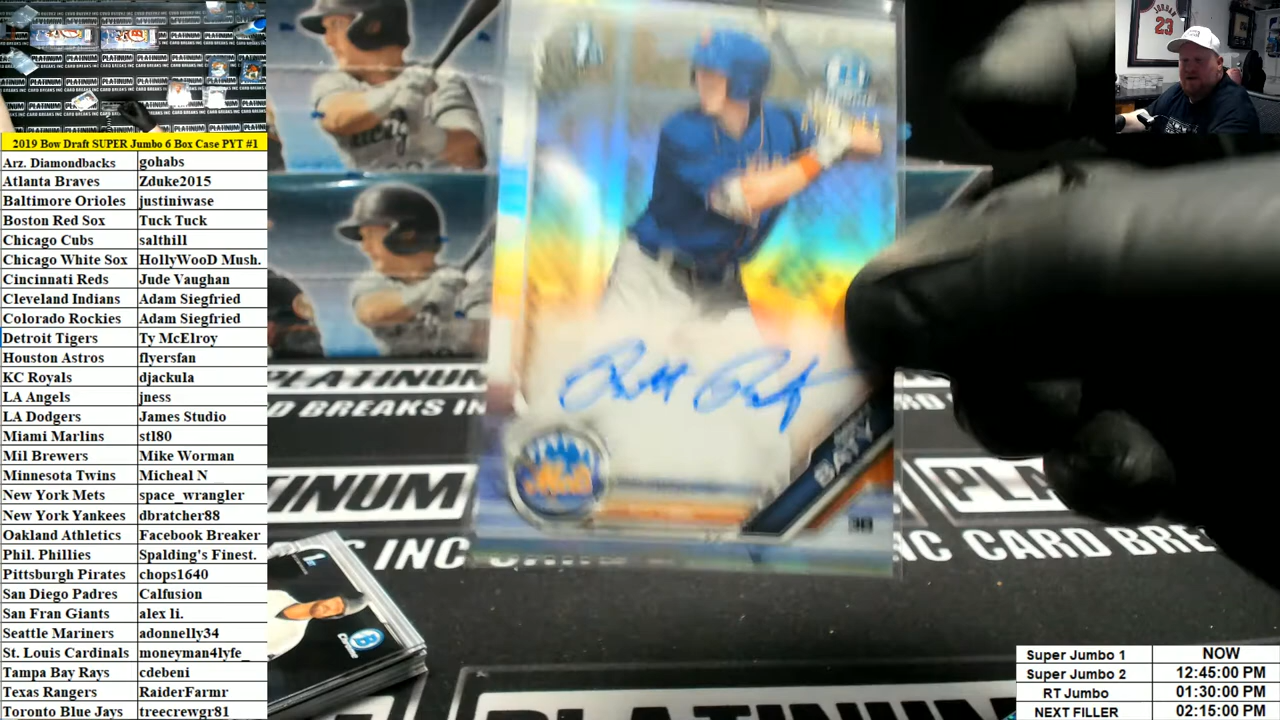 2019 Bow Draft SUPER Jumbo 6 Box Case PYT #1
Arz. Diamondbacks gohabs
Atlanta Braves Zduke2015
Baltimore Orioles justiniwase
Boston Red Sox Tuck Tuck
Chicago Cubs salthill
Chicago White Sox HollyWooD Mush.
Cincinnati Reds Jude Vaughan
Cleveland Indians Adam Siegfried
Colorado Rockies Adam Siegfried
Detroit Tigers Ty McElroy
Houston Astros flyersfan
KC Royals djackula
LA Angels jness
LA Dodgers James Studio
Miami Marlins stl80
Mil Brewers Mike Worman
Minnesota Twins Micheal N
New York Mets space_wrangler
New York Yankees dbratcher88
Oakland Athletics Facebook Breaker
Phil. Phillies Spalding's Finest.
Pittsburgh Pirates chops1640
San Diego Padres Calfusion
San Fran Giants alex li.
Seattle Mariners adonnelly34
St. Louis Cardinals moneyman4lyfe_
Tampa Bay Rays cdebeni
Texas Rangers RaiderFarmr
Toronto Blue Jays treecrewgr81
BATY
PLATINUM
D BREAKS IN
TINUM
INC CARD BRE
23
Super Jumbo 1 NOW
Super Jumbo 2 12:45:00 PM
RT Jumbo 01:30:00 PM
NEXT FILLER 02:15:00 PM